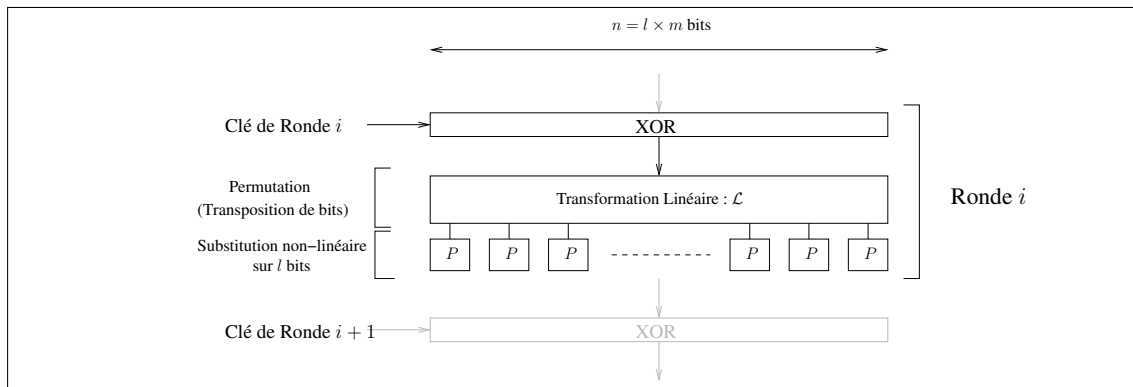 n = l × m bits
Clé de Ronde i
XOR
Permutation
(Transposition de bits)
Transformation Linéaire : ℒ
Ronde i
Substitution non−linéaire
sur l bits
P P P P P P
Clé de Ronde i + 1
XOR